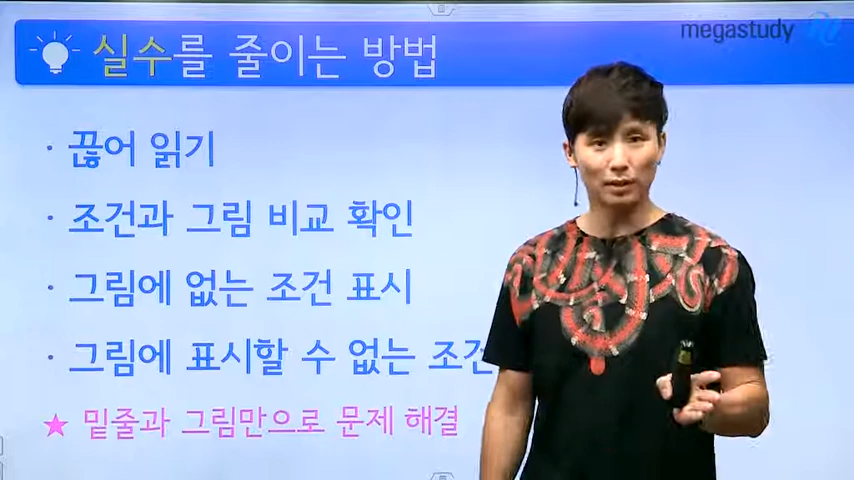 실수를 줄이는 방법
megastudy
· 끊어 읽기
· 조건과 그림 비교 확인
· 그림에 없는 조건 표시
· 그림에 표시할 수 없는 조건
★ 밑줄과 그림만으로 문제 해결